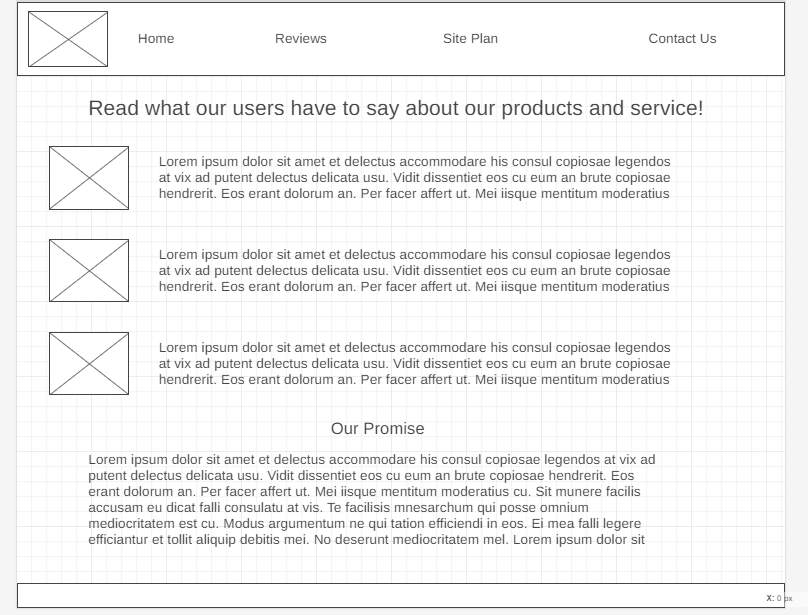 Home Reviews Site Plan Contact Us
Read what our users have to say about our products and service!
Lorem ipsum dolor sit amet et delectus accommodare his consul copiosae legendos
at vix ad putent delectus delicata usu. Vidit dissentiet eos cu eum an brute copiosae
hendrerit. Eos erant dolorum an. Per facer affert ut. Mei iisque mentitum moderatius
Lorem ipsum dolor sit amet et delectus accommodare his consul copiosae legendos
at vix ad putent delectus delicata usu. Vidit dissentiet eos cu eum an brute copiosae
hendrerit. Eos erant dolorum an. Per facer affert ut. Mei iisque mentitum moderatius
Lorem ipsum dolor sit amet et delectus accommodare his consul copiosae legendos
at vix ad putent delectus delicata usu. Vidit dissentiet eos cu eum an brute copiosae
hendrerit. Eos erant dolorum an. Per facer affert ut. Mei iisque mentitum moderatius
Our Promise
Lorem ipsum dolor sit amet et delectus accommodare his consul copiosae legendos at vix ad
putent delectus delicata usu. Vidit dissentiet eos cu eum an brute copiosae hendrerit. Eos
erant dolorum an. Per facer affert ut. Mei iisque mentitum moderatius cu. Sit munere facilis
accusam eu dicat falli consulatu at vis. Te facilisis mnesarchum qui posse omnium
mediocritatem est cu. Modus argumentum ne qui tation efficiendi in eos. Ei mea falli legere
efficiantur et tollit aliquip debitis mei. No deserunt mediocritatem mel. Lorem ipsum dolor sit
X: 0 px